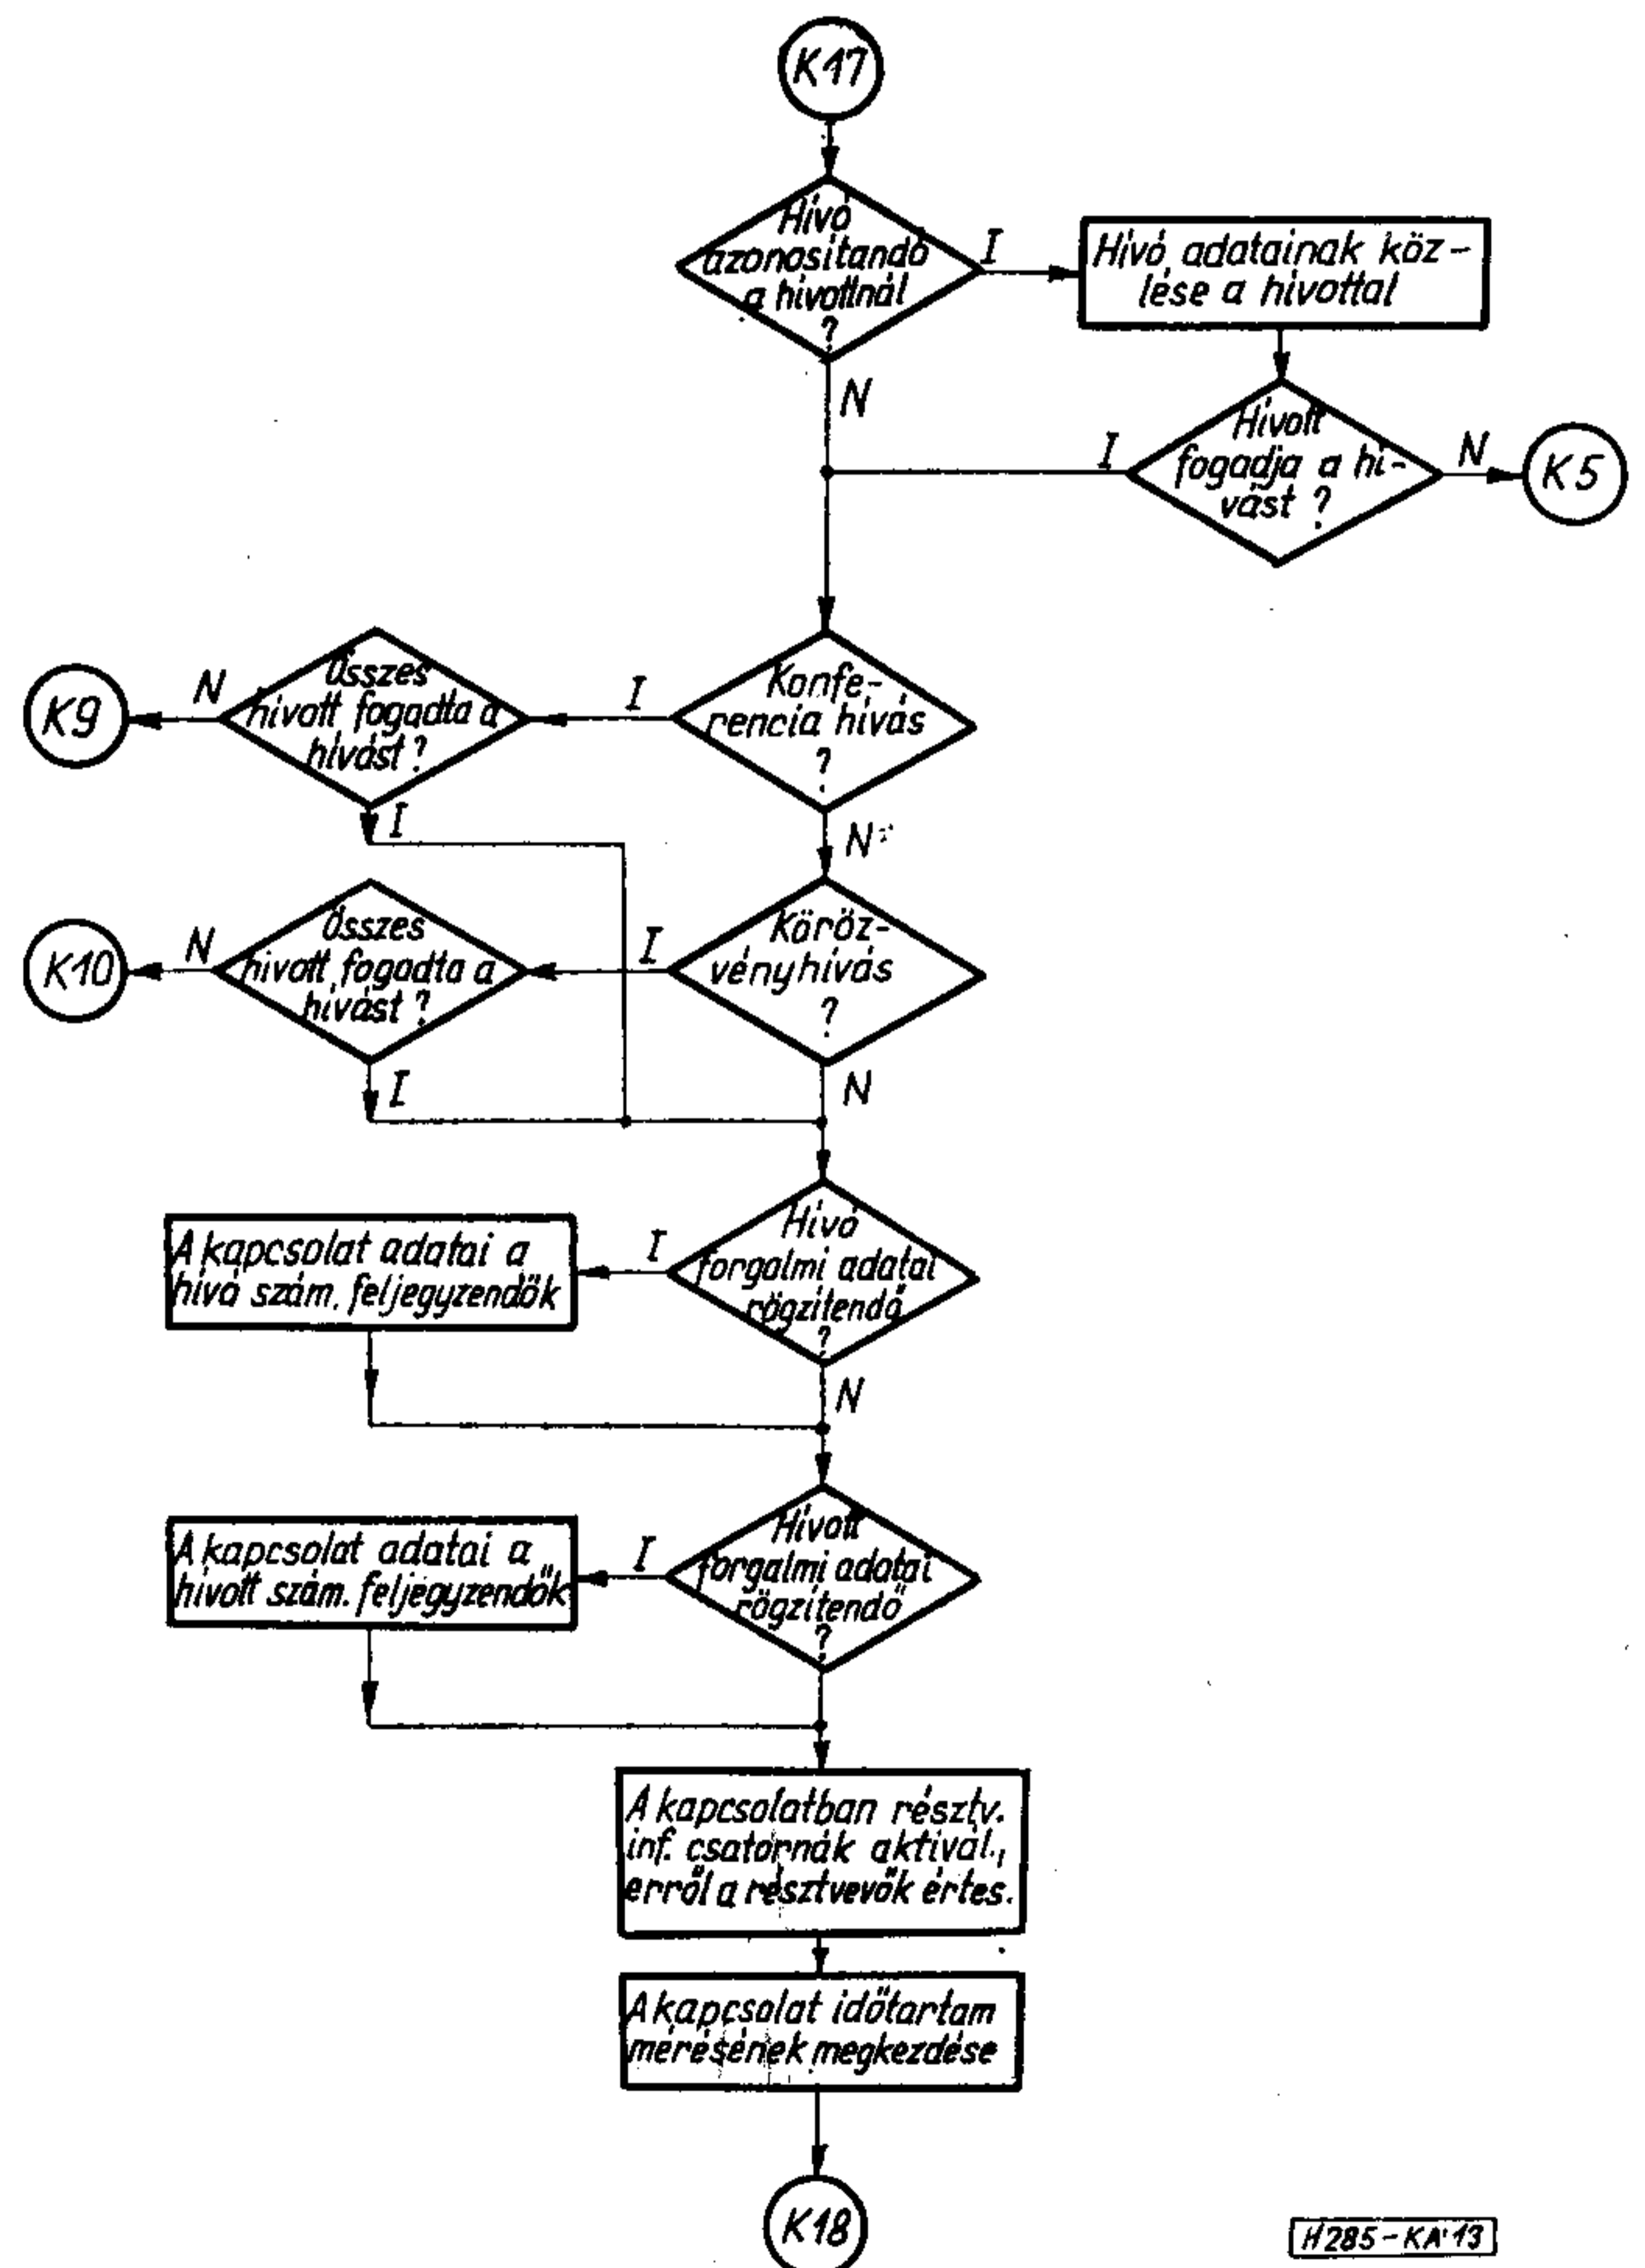 K17
Hívó
azonosítandó
a hívottnál
?
I
Hívó adatainak köz-
lése a hívottal
N
Hívott
fogadja a hí-
vást ?
I
N
K5
Konfe-
rencia hívás
?
I
Összes
hívott fogadta a
hívást ?
N
K9
I
N
Köröz-
vényhívás
?
I
Összes
hívott fogadta a
hívást ?
N
K10
I
N
Hívó
forgalmi adatai
rögzítendő
?
I
A kapcsolat adatai a
hívó szám. feljegyzendők
N
Hívott
forgalmi adatai
rögzítendő
?
I
A kapcsolat adatai a
hívott szám. feljegyzendők
A kapcsolatban résztv.
inf. csatornák aktivál.,
erről a résztvevők értes.
A kapcsolat időtartam
mérésének megkezdése
K18
H285-KA'13